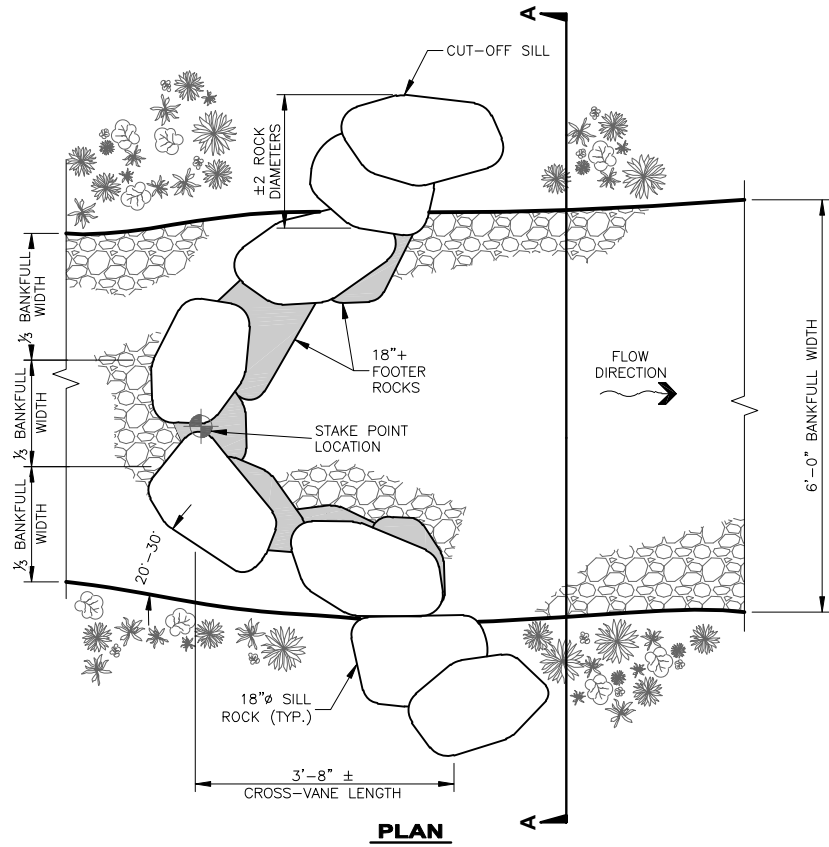 A
CUT-OFF SILL
±2 ROCK
DIAMETERS
⅓ BANKFULL
WIDTH
18"+
FOOTER
ROCKS
FLOW
DIRECTION
⅓ BANKFULL
WIDTH
STAKE POINT
LOCATION
6'-0" BANKFULL WIDTH
⅓ BANKFULL
WIDTH
20°-30°
18"ø SILL
ROCK (TYP.)
3'-8" ±
CROSS-VANE LENGTH
A
PLAN